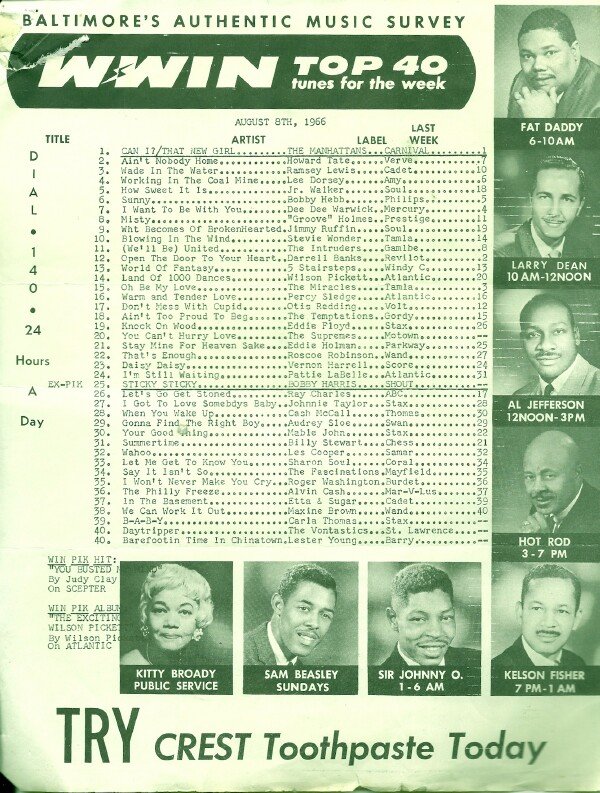 BALTIMORE'S AUTHENTIC MUSIC SURVEY
WWIN TOP 40
tunes for the week
AUGUST 8TH, 1966
TITLE ARTIST LABEL LAST WEEK
1. CAN I?/THAT NEW GIRL........THE MANHATTANS...CARNIVAL.........1
2. Ain't Nobody Home...........Howard Tate......Verve............7
3. Wade In The Water...........Ramsey Lewis.....Cadet...........10
4. Working In The Coal Mine....Lee Dorsey.......Amy..............6
5. How Sweet It Is.............Jr. Walker.......Soul............18
6. Sunny.......................Bobby Hebb.......Philips..........5
7. I Want To Be With You.......Dee Dee Warwick..Mercury..........4
8. Misty......................."Groove" Holmes..Prestige........11
9. Wht Becomes Of BrokenHearted.Jimmy Ruffin.....Soul............19
10. Blowing In The Wind.........Stevie Wonder....Tamla...........14
11. (We'll Be) United...........The Intruders....Gamble...........8
12. Open The Door To Your Heart.Darrell Banks....Revilot..........2
13. World Of Fantasy............5 Stairsteps.....Windy C.........13
14. Land Of 1000 Dances.........Wilson Pickett...Atlantic........20
15. Oh Be My Love...............The Miracles.....Tamla............3
16. Warm and Tender Love........Percy Sledge.....Atlantic........16
17. Don't Mess With Cupid.......Otis Redding.....Volt............12
18. Ain't Too Proud To Beg......The Temptations..Gordy...........15
19. Knock On Wood...............Eddie Floyd......Stax............26
20. You Can't Hurry Love........The Supremes.....Motown..........--
21. Stay Mine For Heaven Sake...Eddie Holman.....Parkway.........25
22. That's Enough...............Roscoe Robinson..Wand............27
23. Daisy Daisy.................Vernon Harrell...Score...........24
24. I'm Still Waiting...........Patti LaBelle....Atlantic........31
EX-PIK 25. STICKY STICKY...............BOBBY HARRIS.....SHOUT...........--
26. Let's Go Get Stoned.........Ray Charles......ABC.............17
27. I Got To Love Somebdys Baby.Johnnie Taylor...Stax............28
28. When You Wake Up............Cash McCall......Thomas..........30
29. Gonna Find The Right Boy....Audrey Sloe......Swan............29
30. Your Good Thing.............Mable John.......Stax............22
31. Summertime..................Billy Stewart....Chess...........21
32. Wahoo.......................Les Cooper.......Samar...........32
33. Let Me Get To Know You......Sharon Soul......Coral...........34
34. Say It Isn't So.............The Fascinations.Mayfield........35
35. I Won't Never Make You Cry..Roger Washington.Burdet..........36
36. The Philly Freeze...........Alvin Cash.......Mar-V-Lus.......37
37. In The Basement.............Etta & Sugar.....Cadet...........39
38. We Can Work It Out..........Maxine Brown.....Wand............40
39. B-A-B-Y.....................Carla Thomas.....Stax............--
40. Daytripper..................The Vontastics...St. Lawrence....--
40. Barefootin Time In Chinatown.Lester Young.....Barry...........--
DIAL • 140 • 24
Hours
A
Day
WIN PIK HIT:
"YOU BUSTED
By Judy Clay
On SCEPTER
WIN PIK ALBUM
"THE EXCITING
WILSON PICKET
By Wilson Picke
On ATLANTIC
FAT DADDY
6-10AM
LARRY DEAN
10 AM-12NOON
AL JEFFERSON
12NOON-3PM
HOT ROD
3-7 PM
KITTY BROADY
PUBLIC SERVICE
SAM BEASLEY
SUNDAYS
SIR JOHNNY O.
1-6 AM
KELSON FISHER
7 PM-1 AM
TRY CREST Toothpaste Today